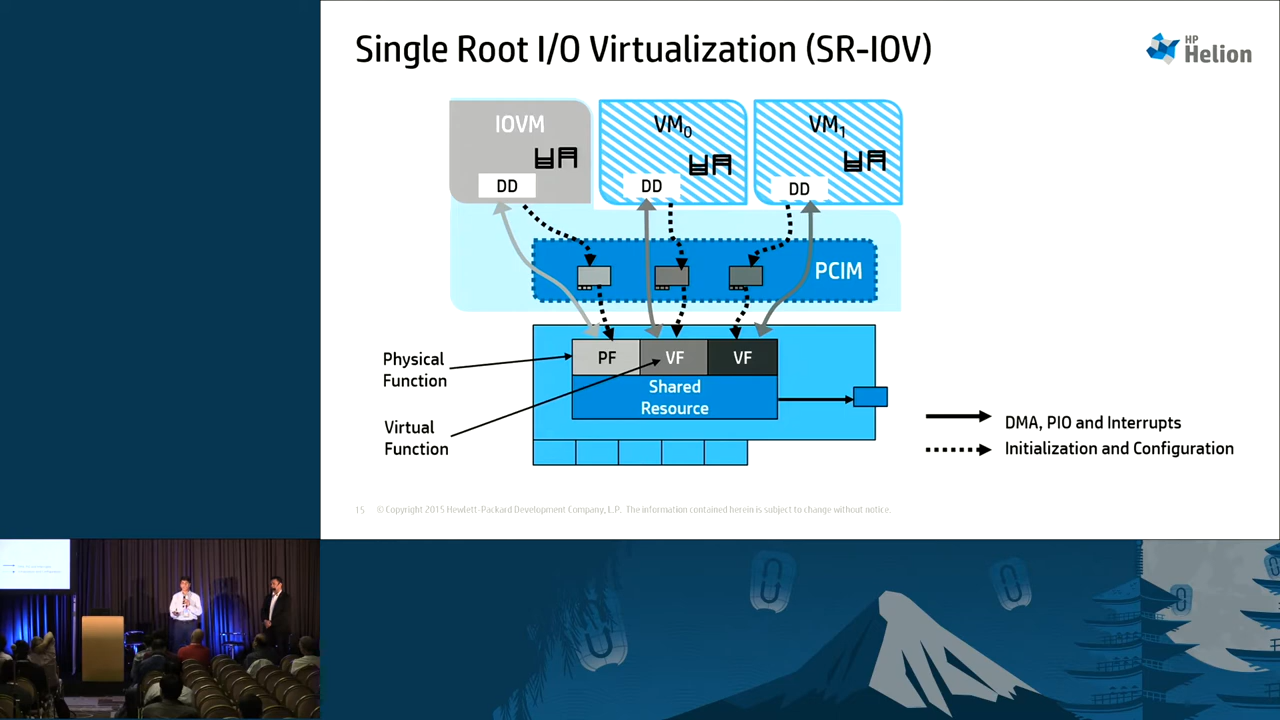 Single Root I/O Virtualization (SR-IOV)
HP
Helion
IOVM
VM0
VM1
DD
DD
DD
PCIM
Physical
Function
PF
VF
VF
Shared
Resource
Virtual
Function
DMA, PIO and Interrupts
Initialization and Configuration
15 © Copyright 2015 Hewlett-Packard Development Company, L.P. The information contained herein is subject to change without notice.